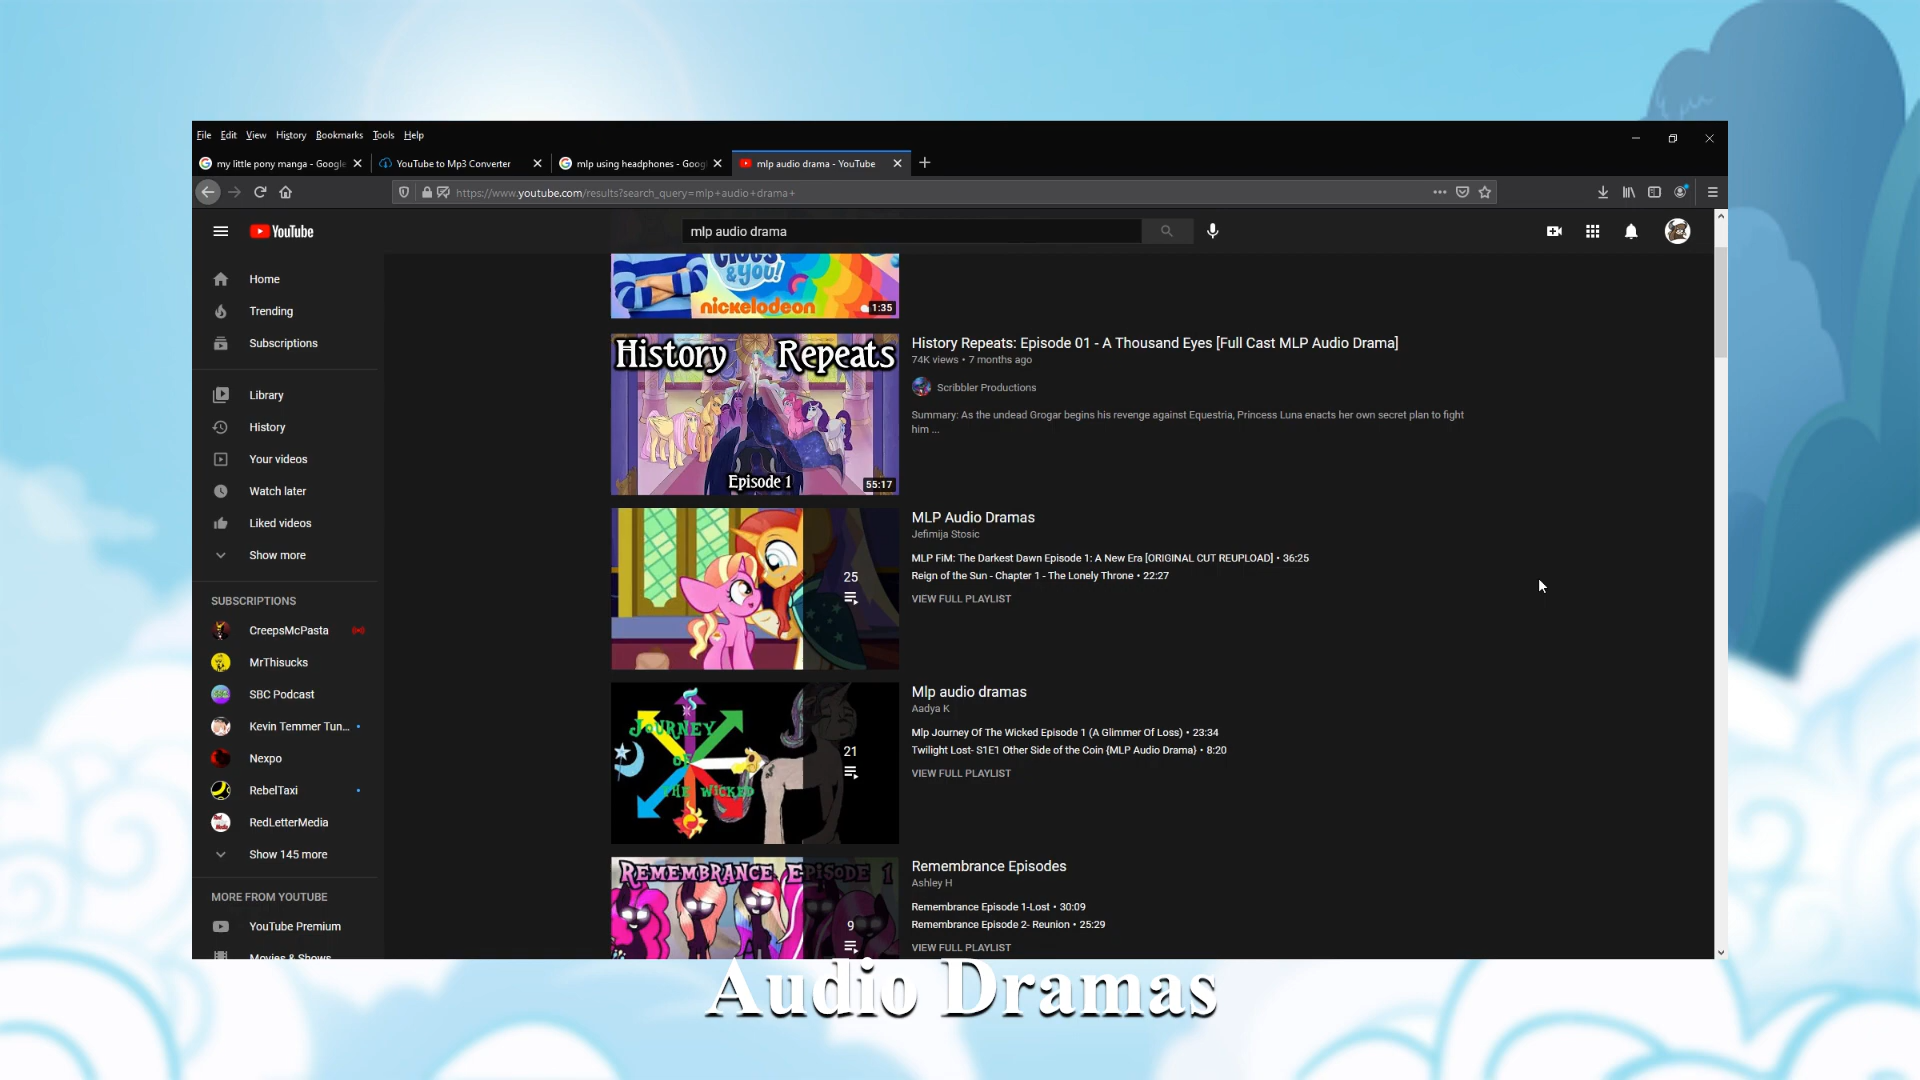 File Edit View History Bookmarks Tools Help
my little pony manga - Google
YouTube to Mp3 Converter
mlp using headphones - Goog
mlp audio drama - YouTube
https://www.youtube.com/results?search_query=mlp+audio+drama+
YouTube
mlp audio drama
Home
Trending
Subscriptions
Library
History
Your videos
Watch later
Liked videos
Show more
SUBSCRIPTIONS
CreepsMcPasta
MrThisucks
SBC Podcast
Kevin Temmer Tun...
Nexpo
RebelTaxi
RedLetterMedia
Show 145 more
MORE FROM YOUTUBE
YouTube Premium
Movies & Shows
Clues
&YOU!
nickelodeon
1:35
History Repeats
Episode 1
55:17
History Repeats: Episode 01 - A Thousand Eyes [Full Cast MLP Audio Drama]
74K views • 7 months ago
Scribbler Productions
Summary: As the undead Grogar begins his revenge against Equestria, Princess Luna enacts her own secret plan to fight
him ...
25
MLP Audio Dramas
Jefimija Stosic
MLP FiM: The Darkest Dawn Episode 1: A New Era [ORIGINAL CUT REUPLOAD] • 36:25
Reign of the Sun - Chapter 1 - The Lonely Throne • 22:27
VIEW FULL PLAYLIST
JOURNEY
OF
THE WICKED
21
Mlp audio dramas
Aadya K
Mlp Journey Of The Wicked Episode 1 (A Glimmer Of Loss) • 23:34
Twilight Lost- S1E1 Other Side of the Coin {MLP Audio Drama} • 8:20
VIEW FULL PLAYLIST
REMEMBRANCE EPISODE 1
9
Remembrance Episodes
Ashley H
Remembrance Episode 1-Lost • 30:09
Remembrance Episode 2- Reunion • 25:29
VIEW FULL PLAYLIST
Audio Dramas